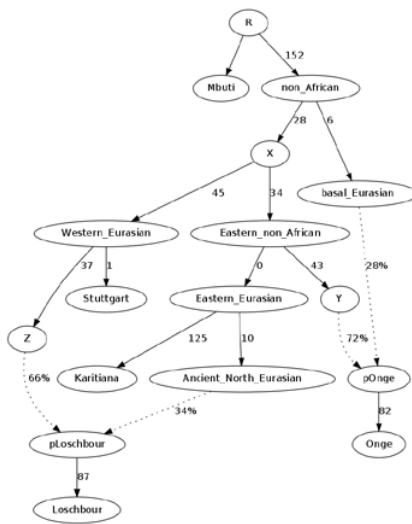 R
152
Mbuti
non_African
28
6
X
45
34
basal_Eurasian
Western_Eurasian
Eastern_non_African
37
1
0
43
28%
Stuttgart
Eastern_Eurasian
Y
Z
125
10
72%
66%
Karitiana
Ancient_North_Eurasian
pOnge
34%
82
pLoschbour
Onge
87
Loschbour